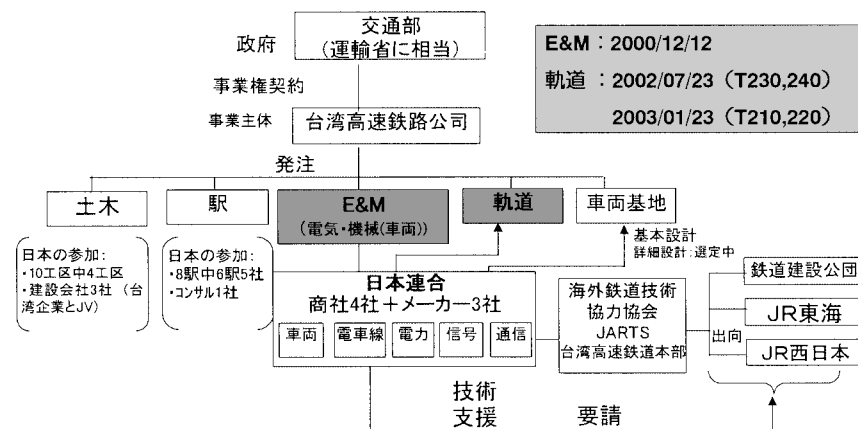 政府
交通部
(運輸省に相当)
事業権契約
事業主体
台湾高速鉄路公司
発注
E&M：2000/12/12
軌道 ：2002/07/23（T230,240）
2003/01/23（T210,220）
土木
駅
E&M
(電気・機械(車両))
軌道
車両基地
日本の参加：
・10工区中4工区
・建設会社3社 （台
湾企業とJV）
日本の参加：
・8駅中6駅5社
・コンサル1社
基本設計
詳細設計：選定中
日本連合
商社4社＋メーカー3社
車両
電車線
電力
信号
通信
海外鉄道技術
協力協会
JARTS
台湾高速鉄道本部
出向
鉄道建設公団
JR東海
JR西日本
技術
支援
要請